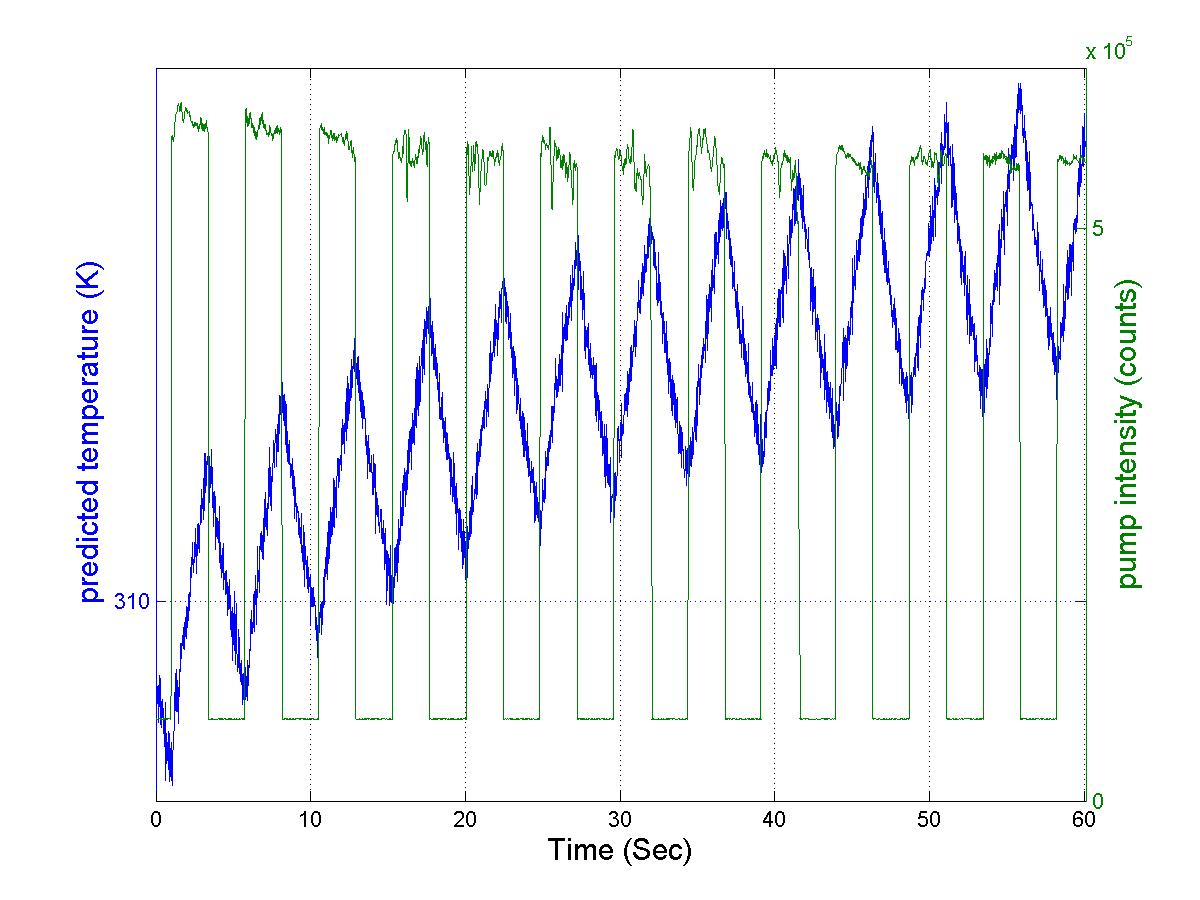 x 10^5
predicted temperature (K)
310
5
0
pump intensity (counts)
0 10 20 30 40 50 60
Time (Sec)